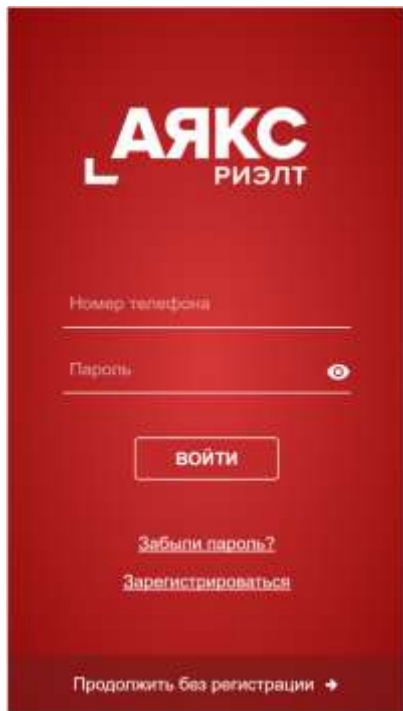 АЯКС
РИЭЛТ
Номер телефона
Пароль
ВОЙТИ
Забыли пароль?
Зарегистрироваться
Продолжить без регистрации →